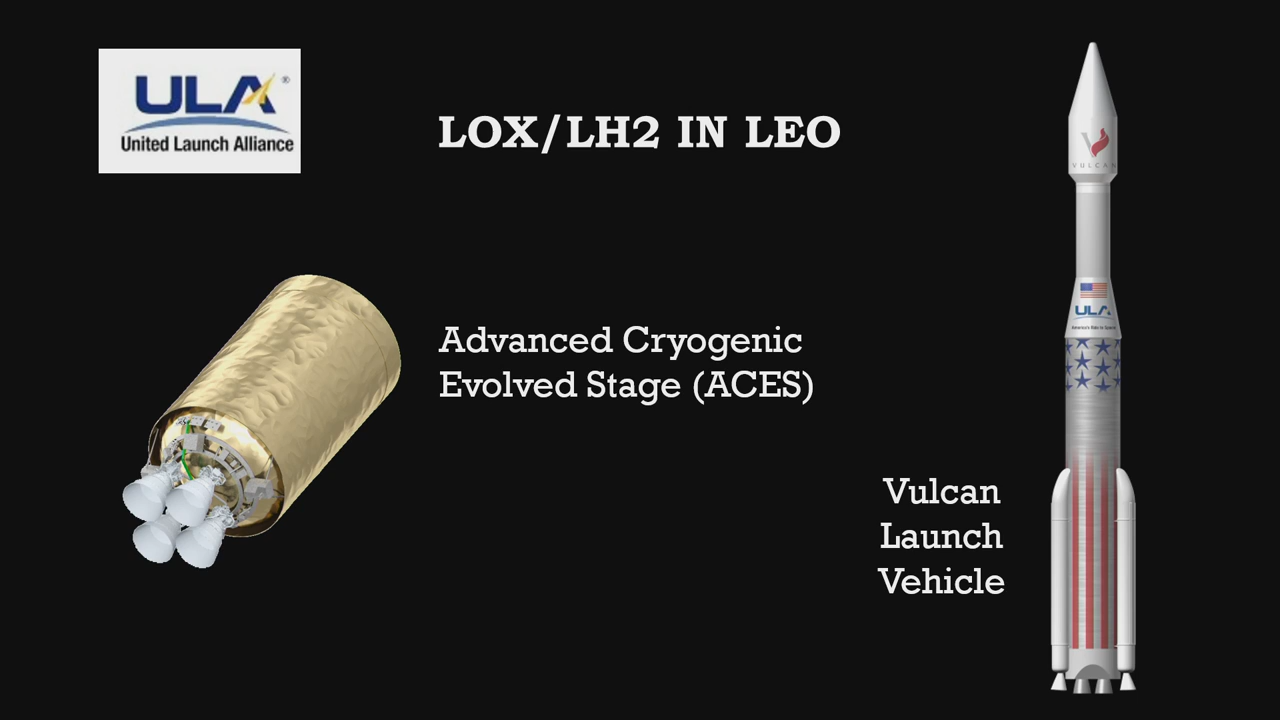 ULA®
United Launch Alliance
LOX/LH2 IN LEO
VULCAN
ULA
Advanced Cryogenic
Evolved Stage (ACES)
Vulcan
Launch
Vehicle